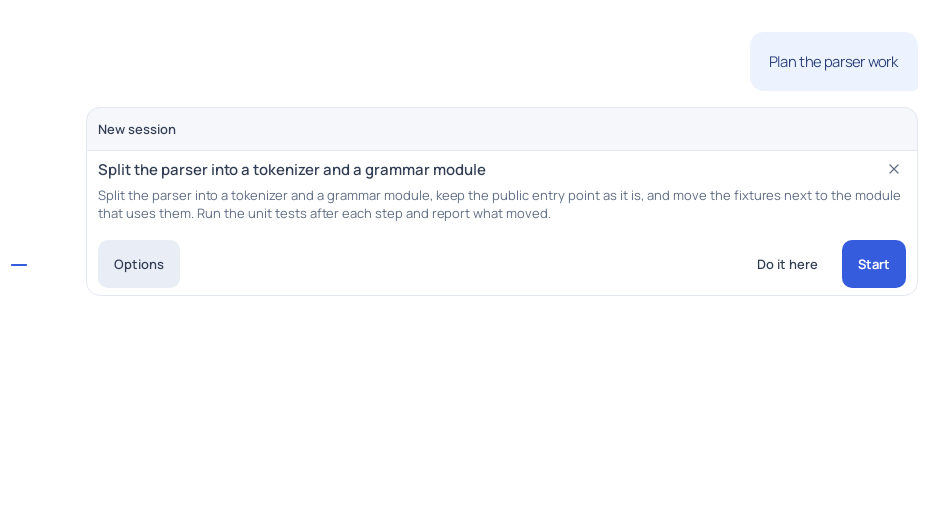 Plan the parser work
New session
Split the parser into a tokenizer and a grammar module
Split the parser into a tokenizer and a grammar module, keep the public entry point as it is, and move the fixtures next to the module
that uses them. Run the unit tests after each step and report what moved.
Options
Do it here
Start